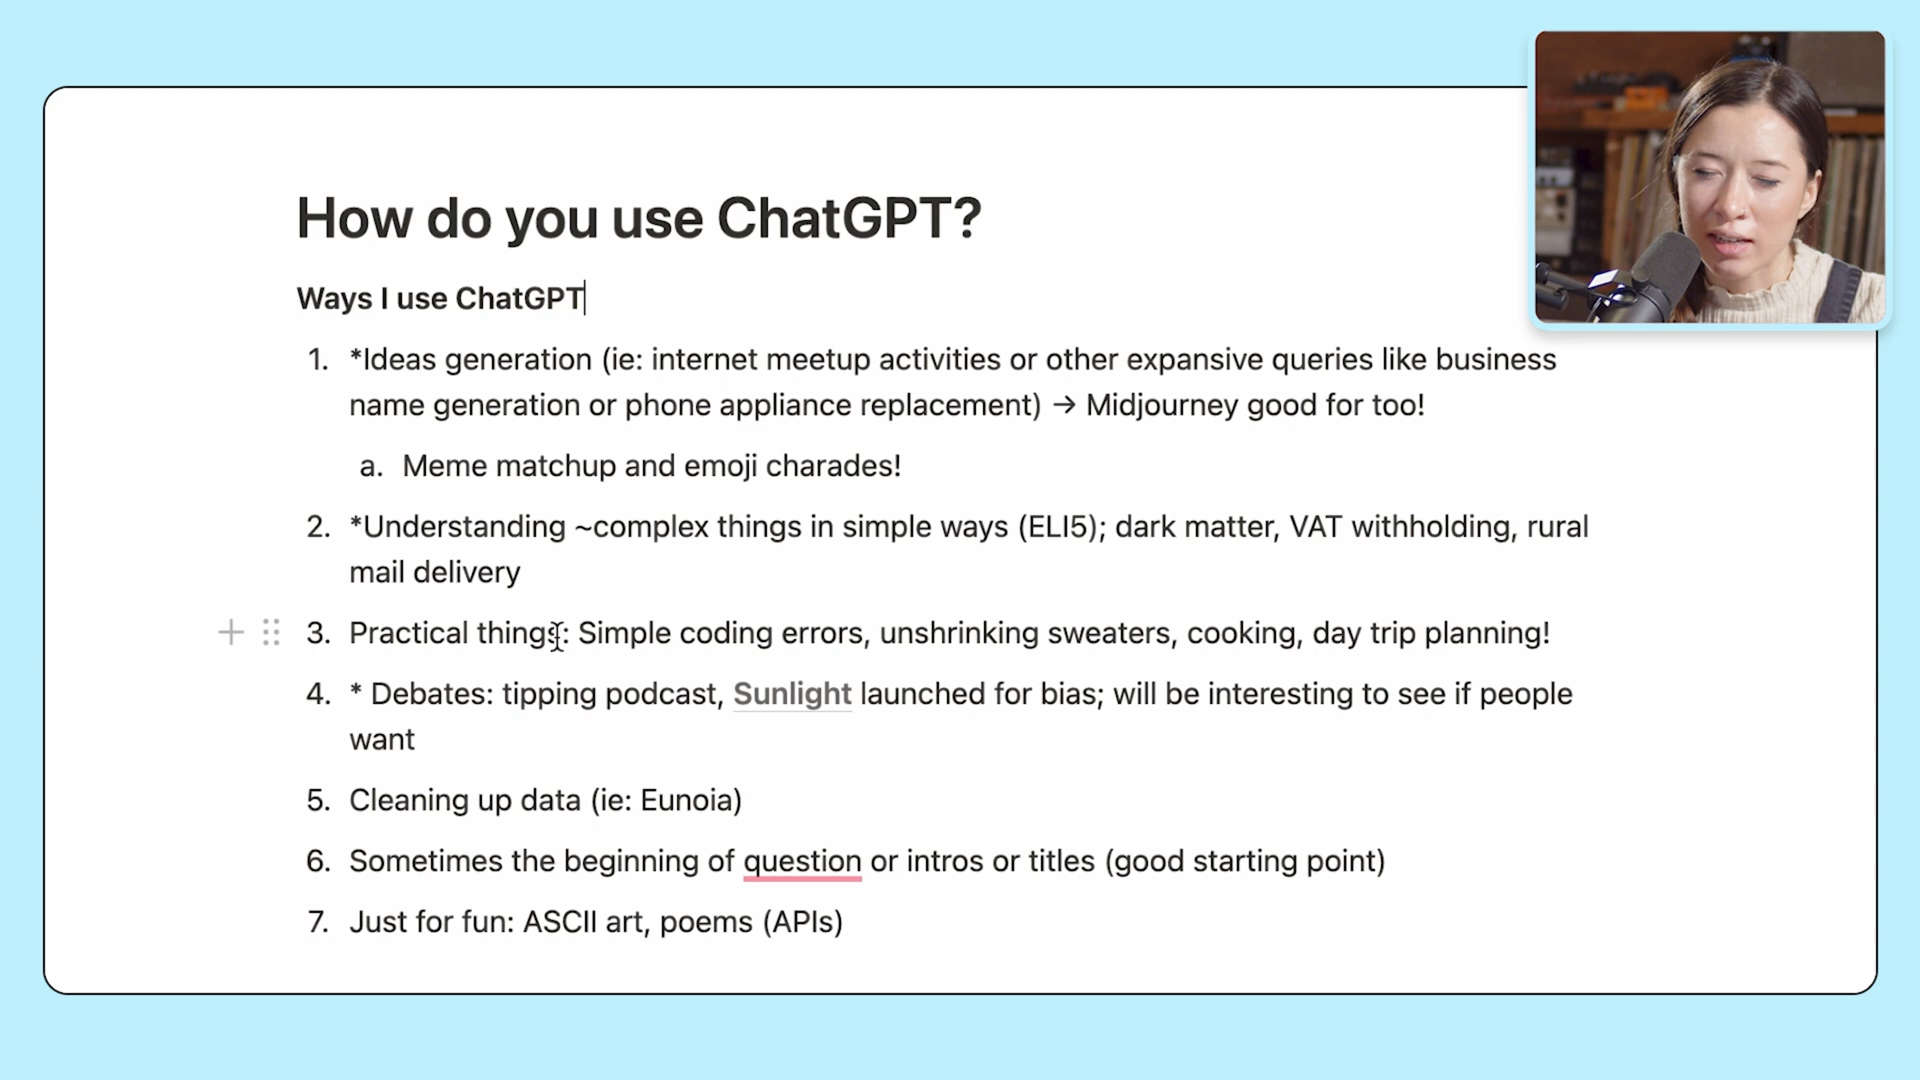 How do you use ChatGPT?
Ways I use ChatGPT
1. *Ideas generation (ie: internet meetup activities or other expansive queries like business
name generation or phone appliance replacement) → Midjourney good for too!
a. Meme matchup and emoji charades!
2. *Understanding ~complex things in simple ways (ELI5); dark matter, VAT withholding, rural
mail delivery
3. Practical things: Simple coding errors, unshrinking sweaters, cooking, day trip planning!
4. * Debates: tipping podcast, Sunlight launched for bias; will be interesting to see if people
want
5. Cleaning up data (ie: Eunoia)
6. Sometimes the beginning of question or intros or titles (good starting point)
7. Just for fun: ASCII art, poems (APIs)